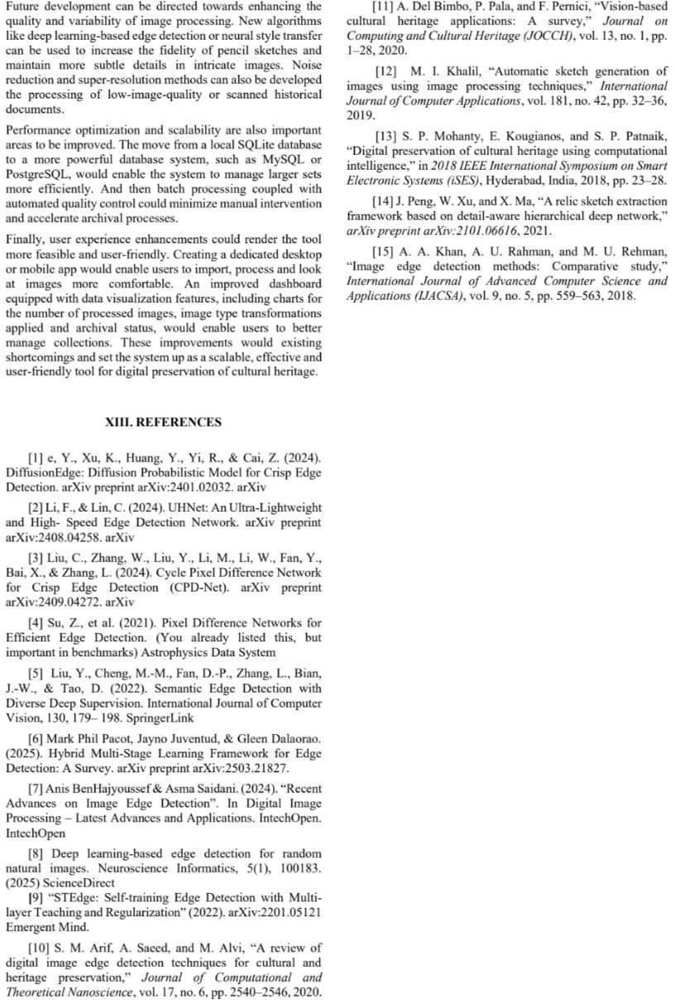 Future development can be directed towards enhancing the
quality and variability of image processing. New algorithms
like deep learning-based edge detection or neural style transfer
can be used to increase the fidelity of pencil sketches and
maintain more subtle details in intricate images. Noise
reduction and super-resolution methods can also be developed
the processing of low-image-quality or scanned historical
documents.
Performance optimization and scalability are also important
areas to be improved. The move from a local SQLite database
to a more powerful database system, such as MySQL or
PostgreSQL, would enable the system to manage larger sets
more efficiently. And then batch processing coupled with
automated quality control could minimize manual intervention
and accelerate archival processes.
Finally, user experience enhancements could render the tool
more feasible and user-friendly. Creating a dedicated desktop
or mobile app would enable users to import, process and look
at images more comfortable. An improved dashboard
equipped with data visualization features, including charts for
the number of processed images, image type transformations
applied and archival status, would enable users to better
manage collections. These improvements would existing
shortcomings and set the system up as a scalable, effective and
user-friendly tool for digital preservation of cultural heritage.
XIII. REFERENCES
[1] e, Y., Xu, K., Huang, Y., Yi, R., & Cai, Z. (2024).
DiffusionEdge: Diffusion Probabilistic Model for Crisp Edge
Detection. arXiv preprint arXiv:2401.02032. arXiv
[2] Li, F., & Lin, C. (2024). UHNet: An Ultra-Lightweight
and High- Speed Edge Detection Network. arXiv preprint
arXiv:2408.04258. arXiv
[3] Liu, C., Zhang, W., Liu, Y., Li, M., Li, W., Fan, Y.,
Bai, X., & Zhang, L. (2024). Cycle Pixel Difference Network
for Crisp Edge Detection (CPD-Net). arXiv preprint
arXiv:2409.04272. arXiv
[4] Su, Z., et al. (2021). Pixel Difference Networks for
Efficient Edge Detection. (You already listed this, but
important in benchmarks) Astrophysics Data System
[5] Liu, Y., Cheng, M.-M., Fan, D.-P., Zhang, L., Bian,
J.-W., & Tao, D. (2022). Semantic Edge Detection with
Diverse Deep Supervision. International Journal of Computer
Vision, 130, 179– 198. SpringerLink
[6] Mark Phil Pacot, Jayno Juventud, & Gleen Dalaorao.
(2025). Hybrid Multi-Stage Learning Framework for Edge
Detection: A Survey. arXiv preprint arXiv:2503.21827.
[7] Anis BenHajyoussef & Asma Saidani. (2024). “Recent
Advances on Image Edge Detection”. In Digital Image
Processing – Latest Advances and Applications. IntechOpen.
IntechOpen
[8] Deep learning-based edge detection for random
natural images. Neuroscience Informatics, 5(1), 100183.
(2025) ScienceDirect
[9] “STEdge: Self-training Edge Detection with Multi-
layer Teaching and Regularization” (2022). arXiv:2201.05121
Emergent Mind.
[10] S. M. Arif, A. Saeed, and M. Alvi, “A review of
digital image edge detection techniques for cultural and
heritage preservation,” Journal of Computational and
Theoretical Nanoscience, vol. 17, no. 6, pp. 2540–2546, 2020.
[11] A. Del Bimbo, P. Pala, and F. Pernici, “Vision-based
cultural heritage applications: A survey,” Journal on
Computing and Cultural Heritage (JOCCH), vol. 13, no. 1, pp.
1–28, 2020.
[12] M. I. Khalil, “Automatic sketch generation of
images using image processing techniques,” International
Journal of Computer Applications, vol. 181, no. 42, pp. 32–36,
2019.
[13] S. P. Mohanty, E. Kougianos, and S. P. Patnaik,
“Digital preservation of cultural heritage using computational
intelligence,” in 2018 IEEE International Symposium on Smart
Electronic Systems (iSES), Hyderabad, India, 2018, pp. 23–28.
[14] J. Peng, W. Xu, and X. Ma, “A relic sketch extraction
framework based on detail-aware hierarchical deep network,”
arXiv preprint arXiv:2101.06616, 2021.
[15] A. A. Khan, A. U. Rahman, and M. U. Rehman,
“Image edge detection methods: Comparative study,”
International Journal of Advanced Computer Science and
Applications (IJACSA), vol. 9, no. 5, pp. 559–563, 2018.